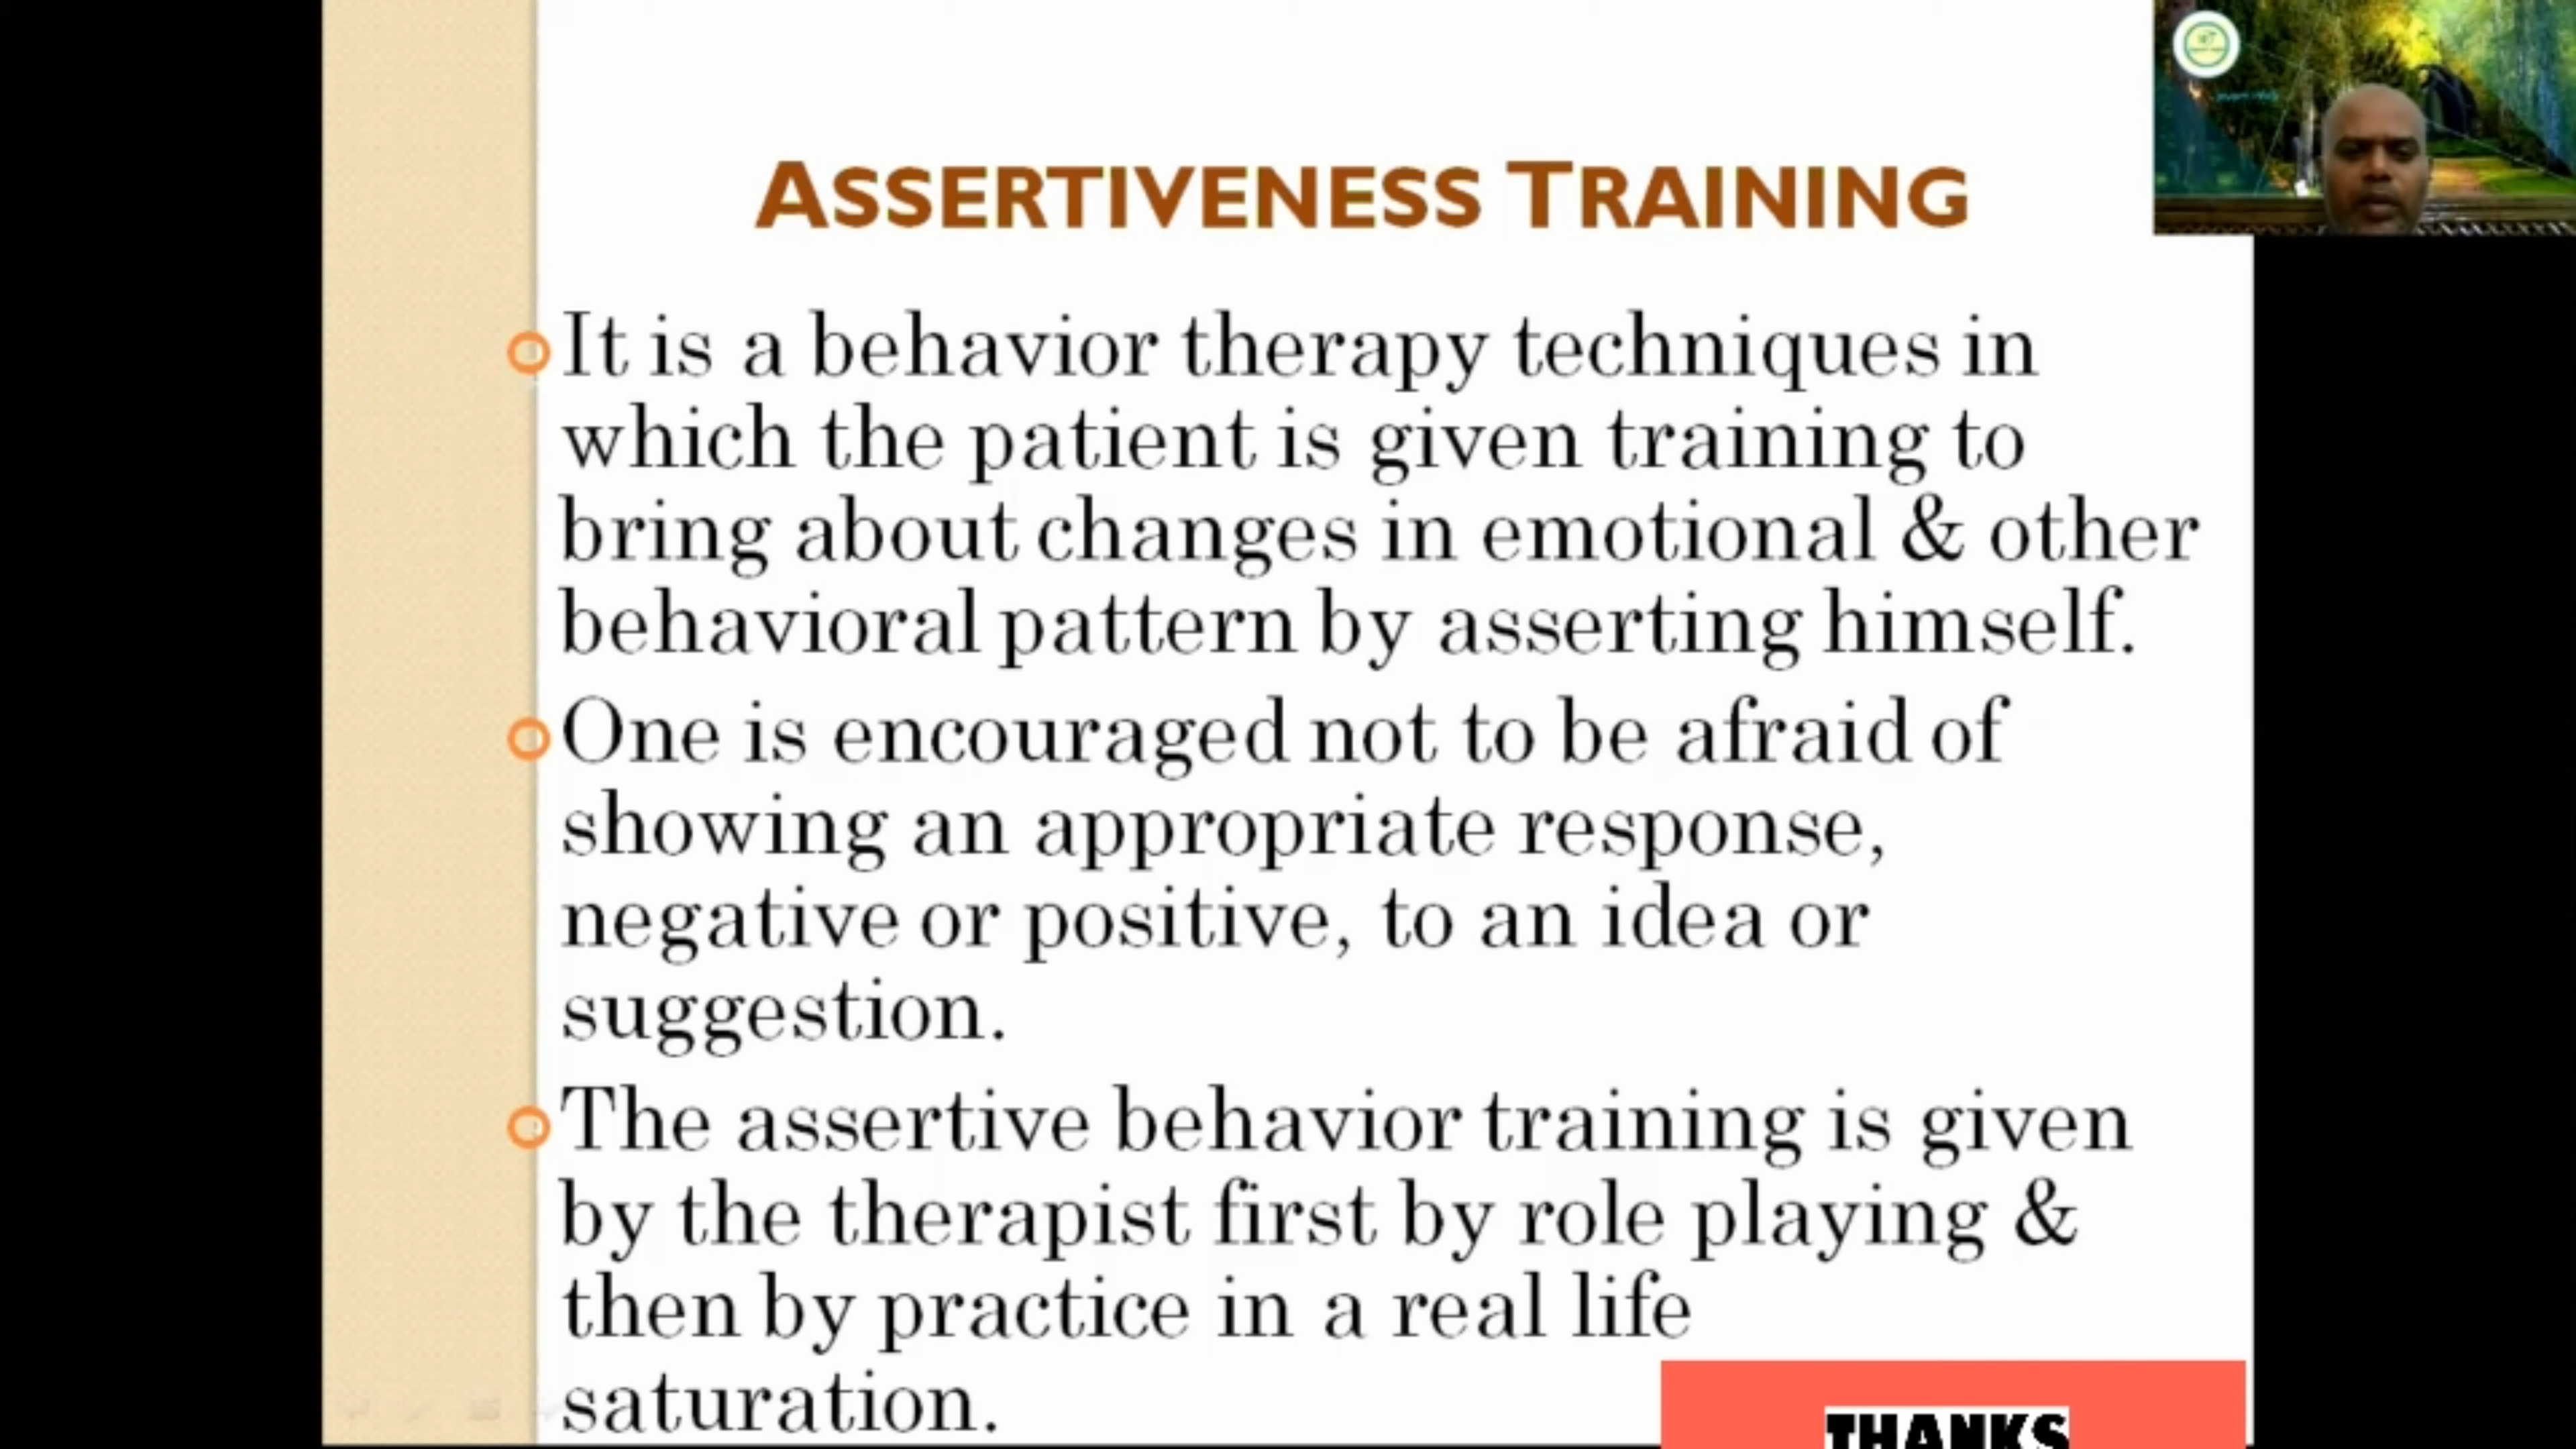 ASSERTIVENESS TRAINING
It is a behavior therapy techniques in
which the patient is given training to
bring about changes in emotional & other
behavioral pattern by asserting himself.
One is encouraged not to be afraid of
showing an appropriate response,
negative or positive, to an idea or
suggestion.
The assertive behavior training is given
by the therapist first by role playing &
then by practice in a real life
saturation.
THANKS